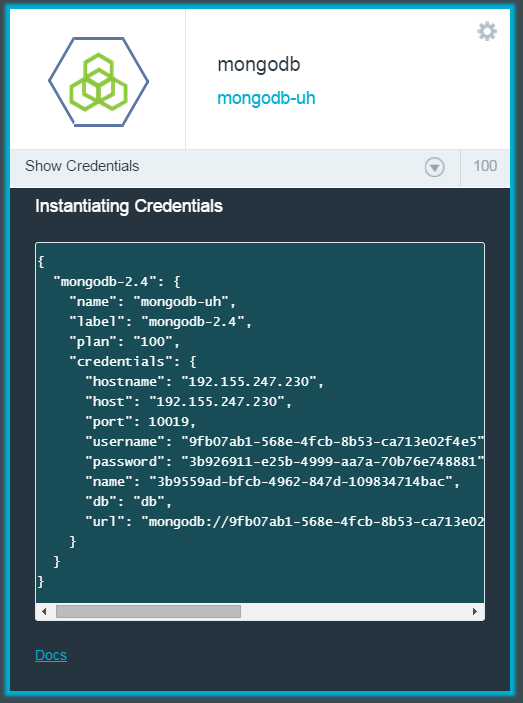 mongodb
mongodb-uh
Show Credentials
100
Instantiating Credentials
{
"mongodb-2.4": {
"name": "mongodb-uh",
"label": "mongodb-2.4",
"plan": "100",
"credentials": {
"hostname": "192.155.247.230",
"host": "192.155.247.230",
"port": 10019,
"username": "9fb07ab1-568e-4fcb-8b53-ca713e02f4e5"
"password": "3b926911-e25b-4999-aa7a-70b76e748881"
"name": "3b9559ad-bfcb-4962-847d-109834714bac",
"db": "db",
"url": "mongodb://9fb07ab1-568e-4fcb-8b53-ca713e02
}
}
}
Docs